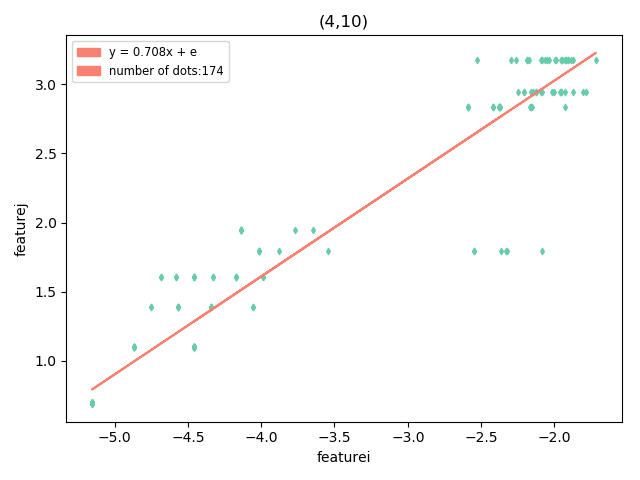 (4,10)
y = 0.708x + e
number of dots:174
3.0
2.5
2.0
1.5
1.0
featurej
−5.0 −4.5 −4.0 −3.5 −3.0 −2.5 −2.0
featurei